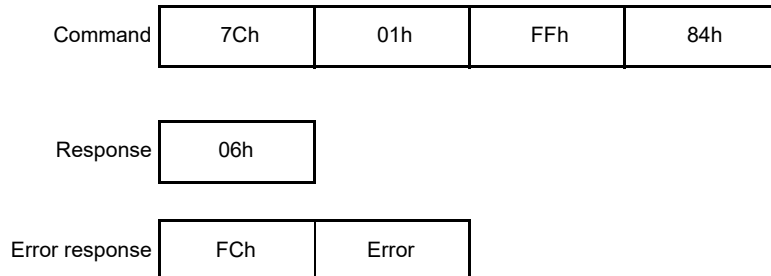 Command 7Ch 01h FFh 84h
Response 06h
Error response FCh Error